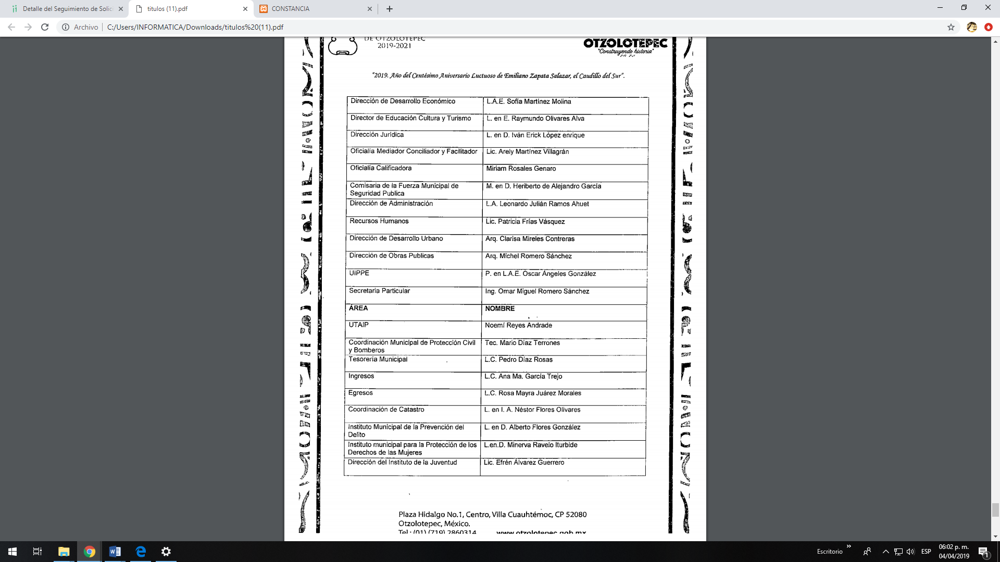 Detalle del Seguimiento de Solici
titulos (11).pdf
CONSTANCIA
Archivo
C:/Users/INFORMATICA/Downloads/titulos%20(11).pdf
DE OTZOLOTEPEC
2019-2021
OTZOLOTEPEC
"Construyendo historia"
"2019. Año del Centésimo Aniversario Luctuoso de Emiliano Zapata Salazar, el Caudillo del Sur".
Dirección de Desarrollo Económico L.A.E. Sofía Martínez Molina
Director de Educación Cultura y Turismo L. en E. Raymundo Olivares Alva
Dirección Jurídica L. en D. Iván Erick López enrique
Oficialía Mediador Conciliador y Facilitador Lic. Arely Martínez Villagrán
Oficialía Calificadora Miriam Rosales Genaro
Comisaria de la Fuerza Municipal de M. en D. Heriberto de Alejandro García
Seguridad Publica
Dirección de Administración L.A. Leonardo Julián Ramos Ahuet
Recursos Humanos Lic. Patricia Frías Vásquez
Dirección de Desarrollo Urbano Arq. Clarisa Mireles Contreras
Dirección de Obras Publicas Arq. Michel Romero Sánchez
UIPPE P. en L.A.E. Oscar Ángeles González
Secretaria Particular Ing. Omar Miguel Romero Sánchez
ÁREA NOMBRE
UTAIP Noemí Reyes Andrade
Coordinación Municipal de Protección Civil Tec. Mario Díaz Terrones
y Bomberos
Tesorería Municipal L.C. Pedro Díaz Rosas
Ingresos L.C. Ana Ma. García Trejo
Egresos L.C. Rosa Mayra Juárez Morales
Coordinación de Catastro L. en I. A. Néstor Flores Olivares
Instituto Municipal de la Prevención del L. en D. Alberto Flores González
Delito
Instituto municipal para la Protección de los L.en.D. Minerva Ravelo Iturbide
Derechos de las Mujeres
Dirección del Instituto de la Juventud Lic. Efrén Álvarez Guerrero
Plaza Hidalgo No.1, Centro, Villa Cuauhtémoc, CP 52080
Otzolotepec, México.
Tel.: (01) (719) 2860314 www.otzolotepec.gob.mx
Escritorio
ESP
06:02 p. m.
04/04/2019
1